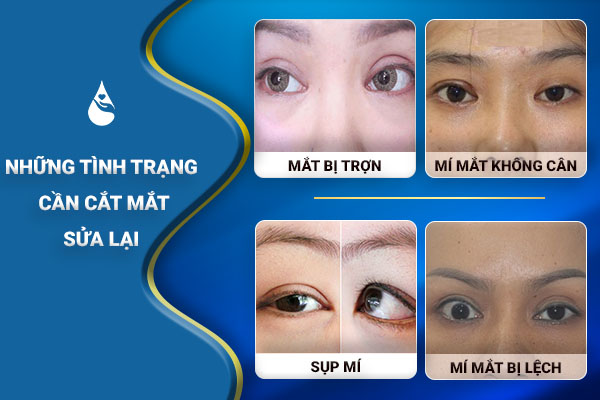 NHỮNG TÌNH TRẠNG
CẦN CẮT MẮT
SỬA LẠI
MẮT BỊ TRỢN
MÍ MẮT KHÔNG CÂN
SỤP MÍ
MÍ MẮT BỊ LỆCH